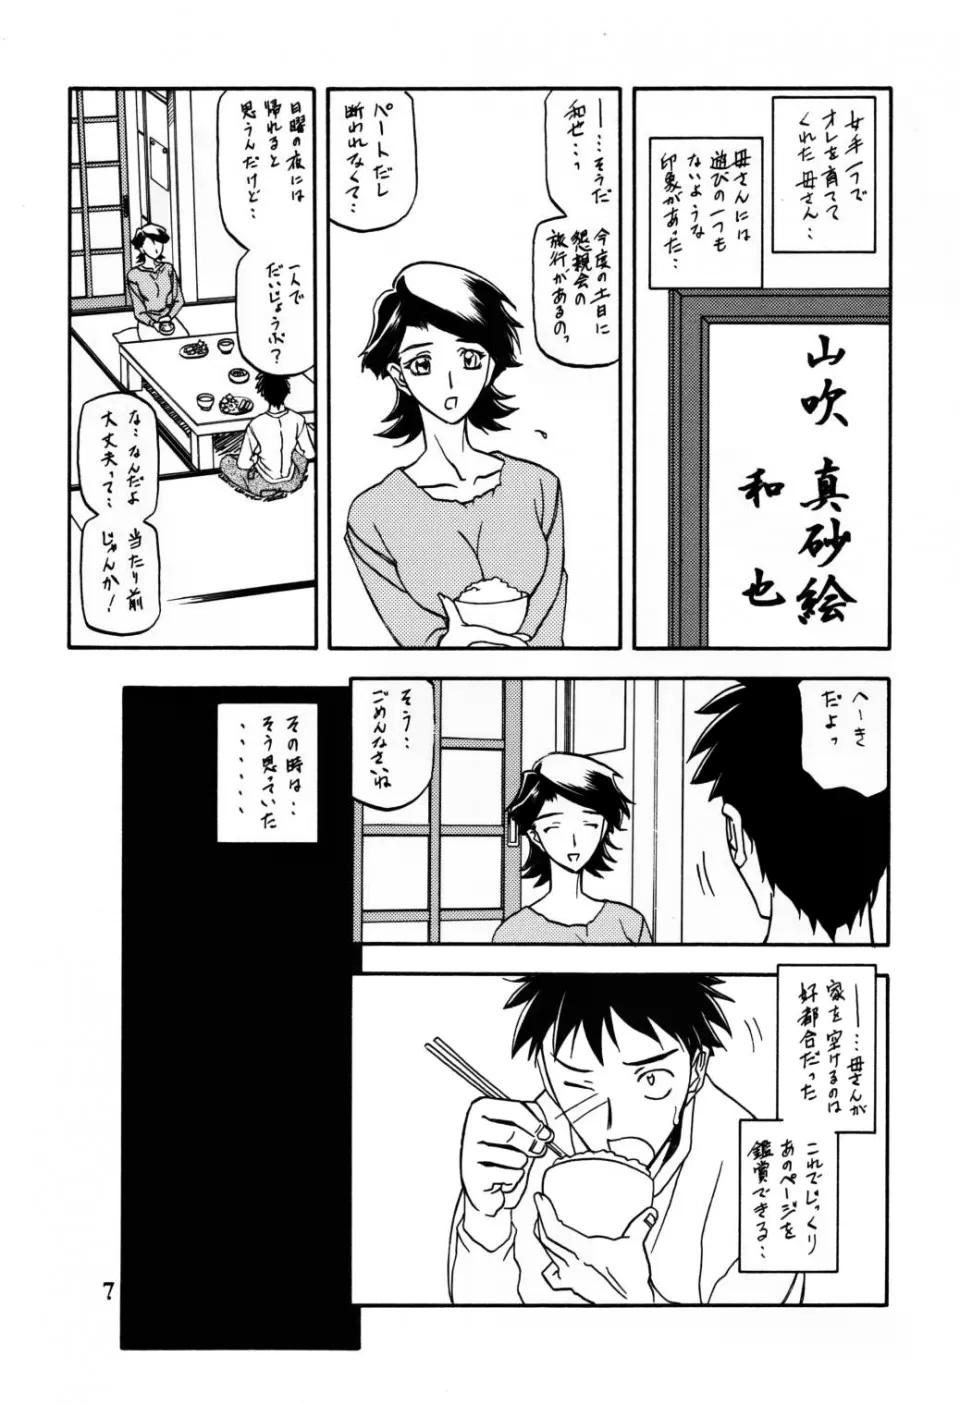 女手一つで
オレを育てて
くれた母さん…
母さんには
遊びの一つも
ないような
印象があった…
山吹 真砂絵
和也
―…そうだ
和也…っ
今度の土日に
懇親会の
旅行があるのっ
パートだし
断われなくて…
日曜の夜には
帰れると
思うんだけど…
一人で
だいじょうぶ?
な…なんだよ
大丈夫って…
当たり前
じゃんか!
へーき
だよっ
そう…
ごめんなさいね
―…母さんが
家を空けるのは
好都合だった
これでじっくり
あのページを
鑑賞できる…
その時は…
そう思っていた
......
7